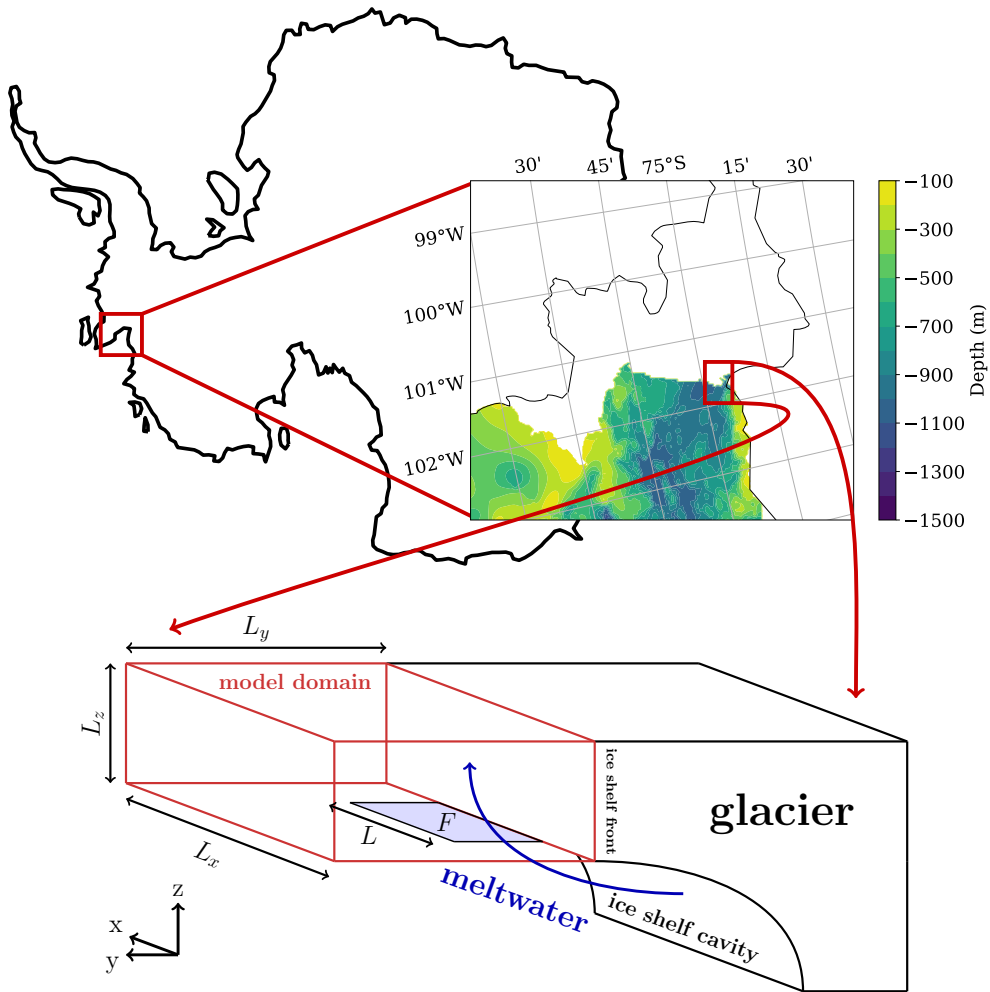 30' 45' 75°S 15' 30'
99°W
100°W
101°W
102°W
−100
−300
−500
−700
−900
−1100
−1300
−1500
Depth (m)
L_y
model domain
L_z
ice shelf front
glacier
F
L
L_x
meltwater
ice shelf cavity
z
x
y